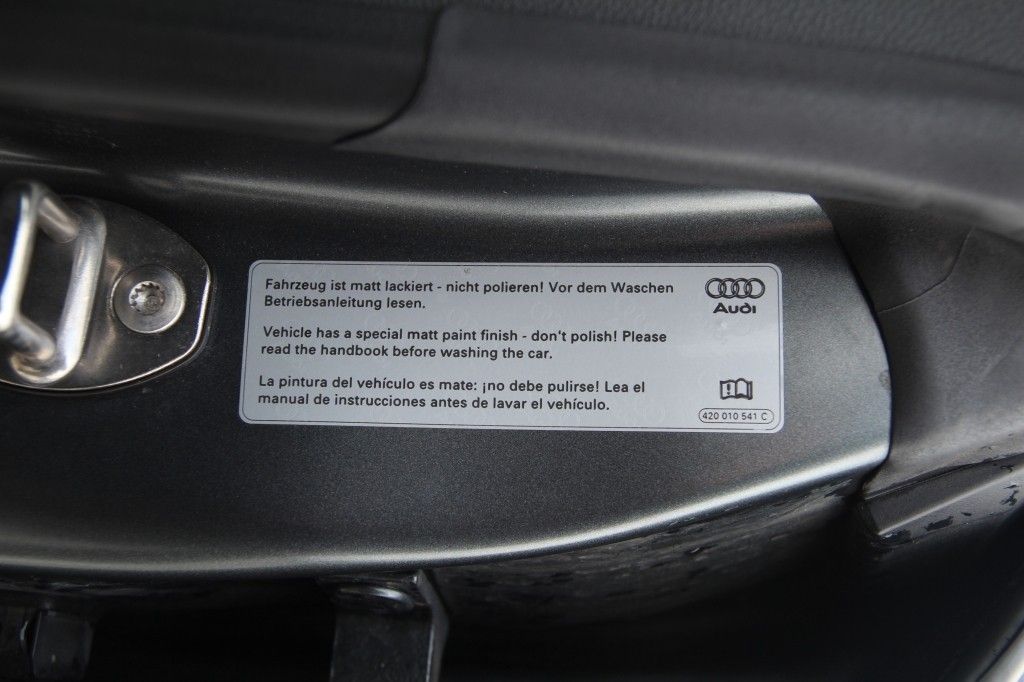 Fahrzeug ist matt lackiert - nicht polieren! Vor dem Waschen
Betriebsanleitung lesen.
Vehicle has a special matt paint finish - don't polish! Please
read the handbook before washing the car.
La pintura del vehículo es mate: ¡no debe pulirse! Lea el
manual de instrucciones antes de lavar el vehículo.
Audi
420 010 541 C